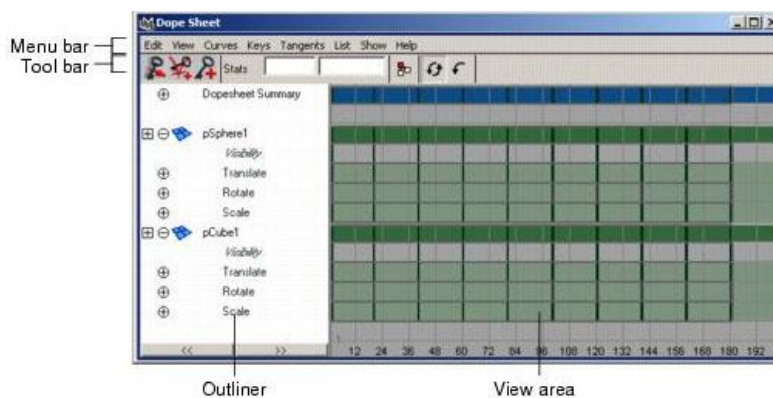 Dope Sheet
Menu bar
Edit View Curves Keys Tangents List Show Help
Tool bar
Stats
Dopesheet Summary
pSphere1
Visibility
Translate
Rotate
Scale
pCube1
Visibility
Translate
Rotate
Scale
<< >>
12 24 36 48 60 72 84 96 108 120 132 144 156 168 180 192
Outliner
View area